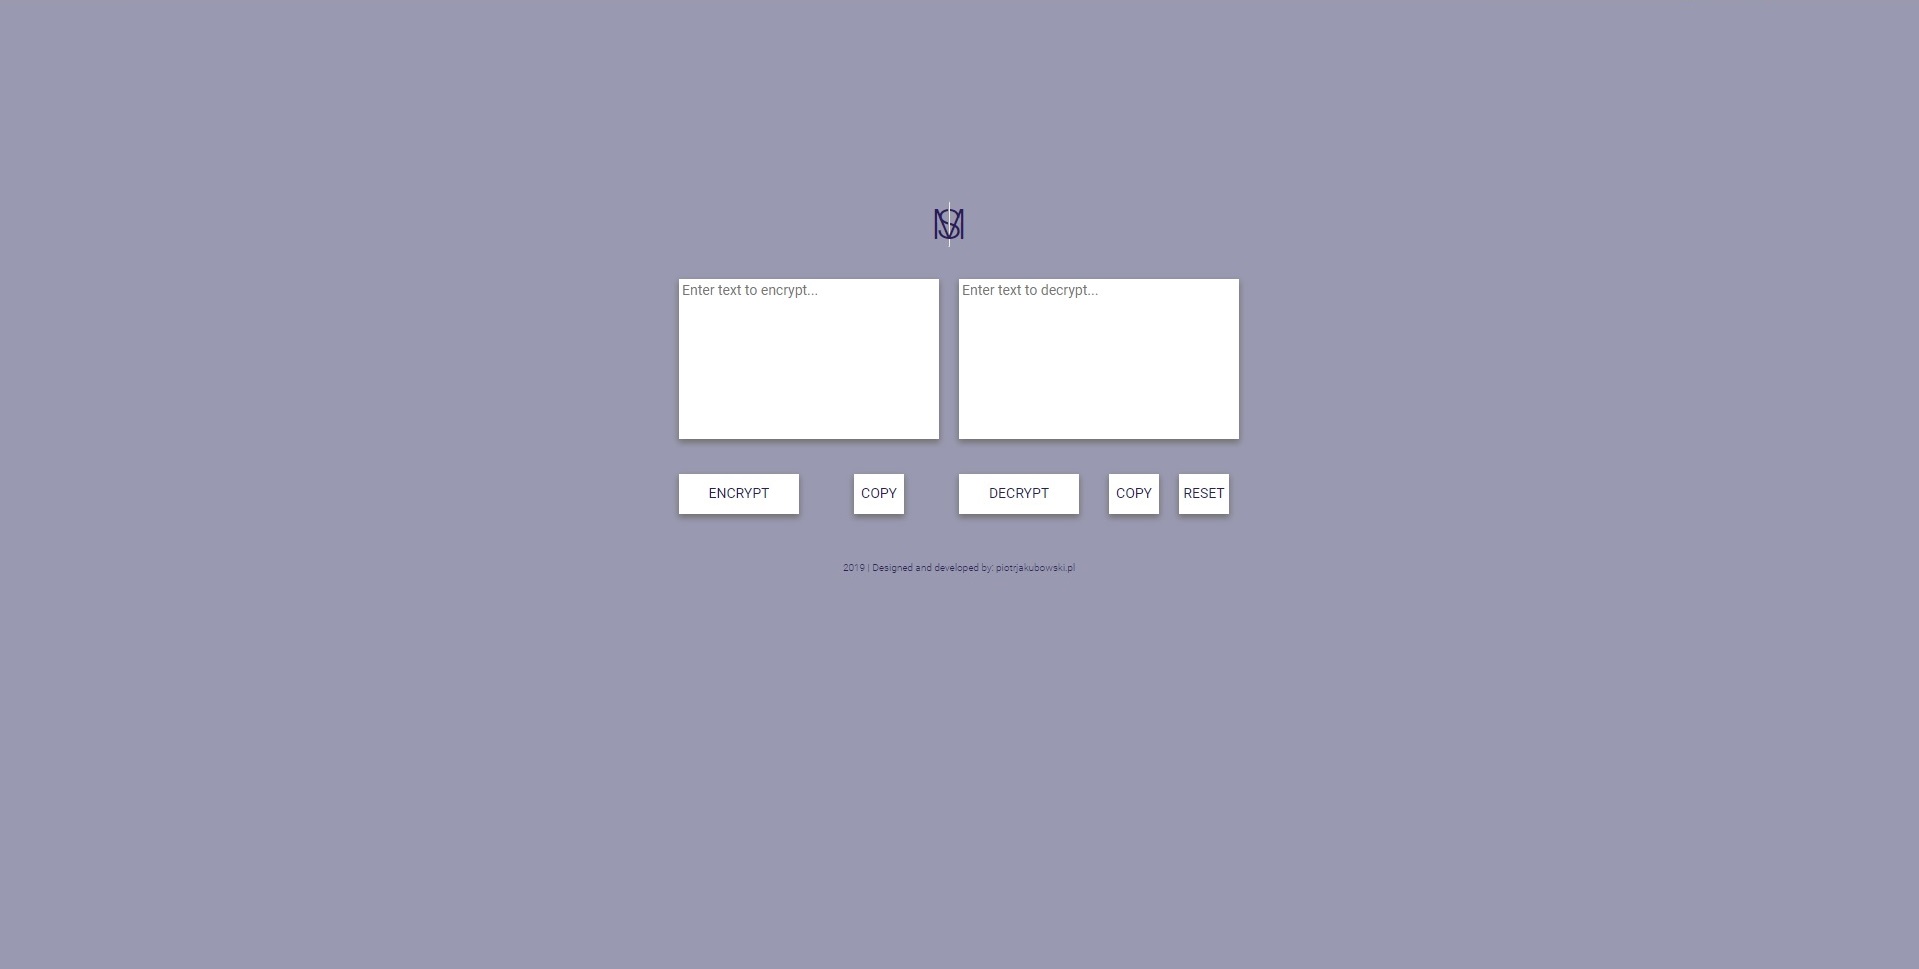 Enter text to encrypt...
Enter text to decrypt...
ENCRYPT
COPY
DECRYPT
COPY
RESET
2019 | Designed and developed by: piotrjakubowski.pl